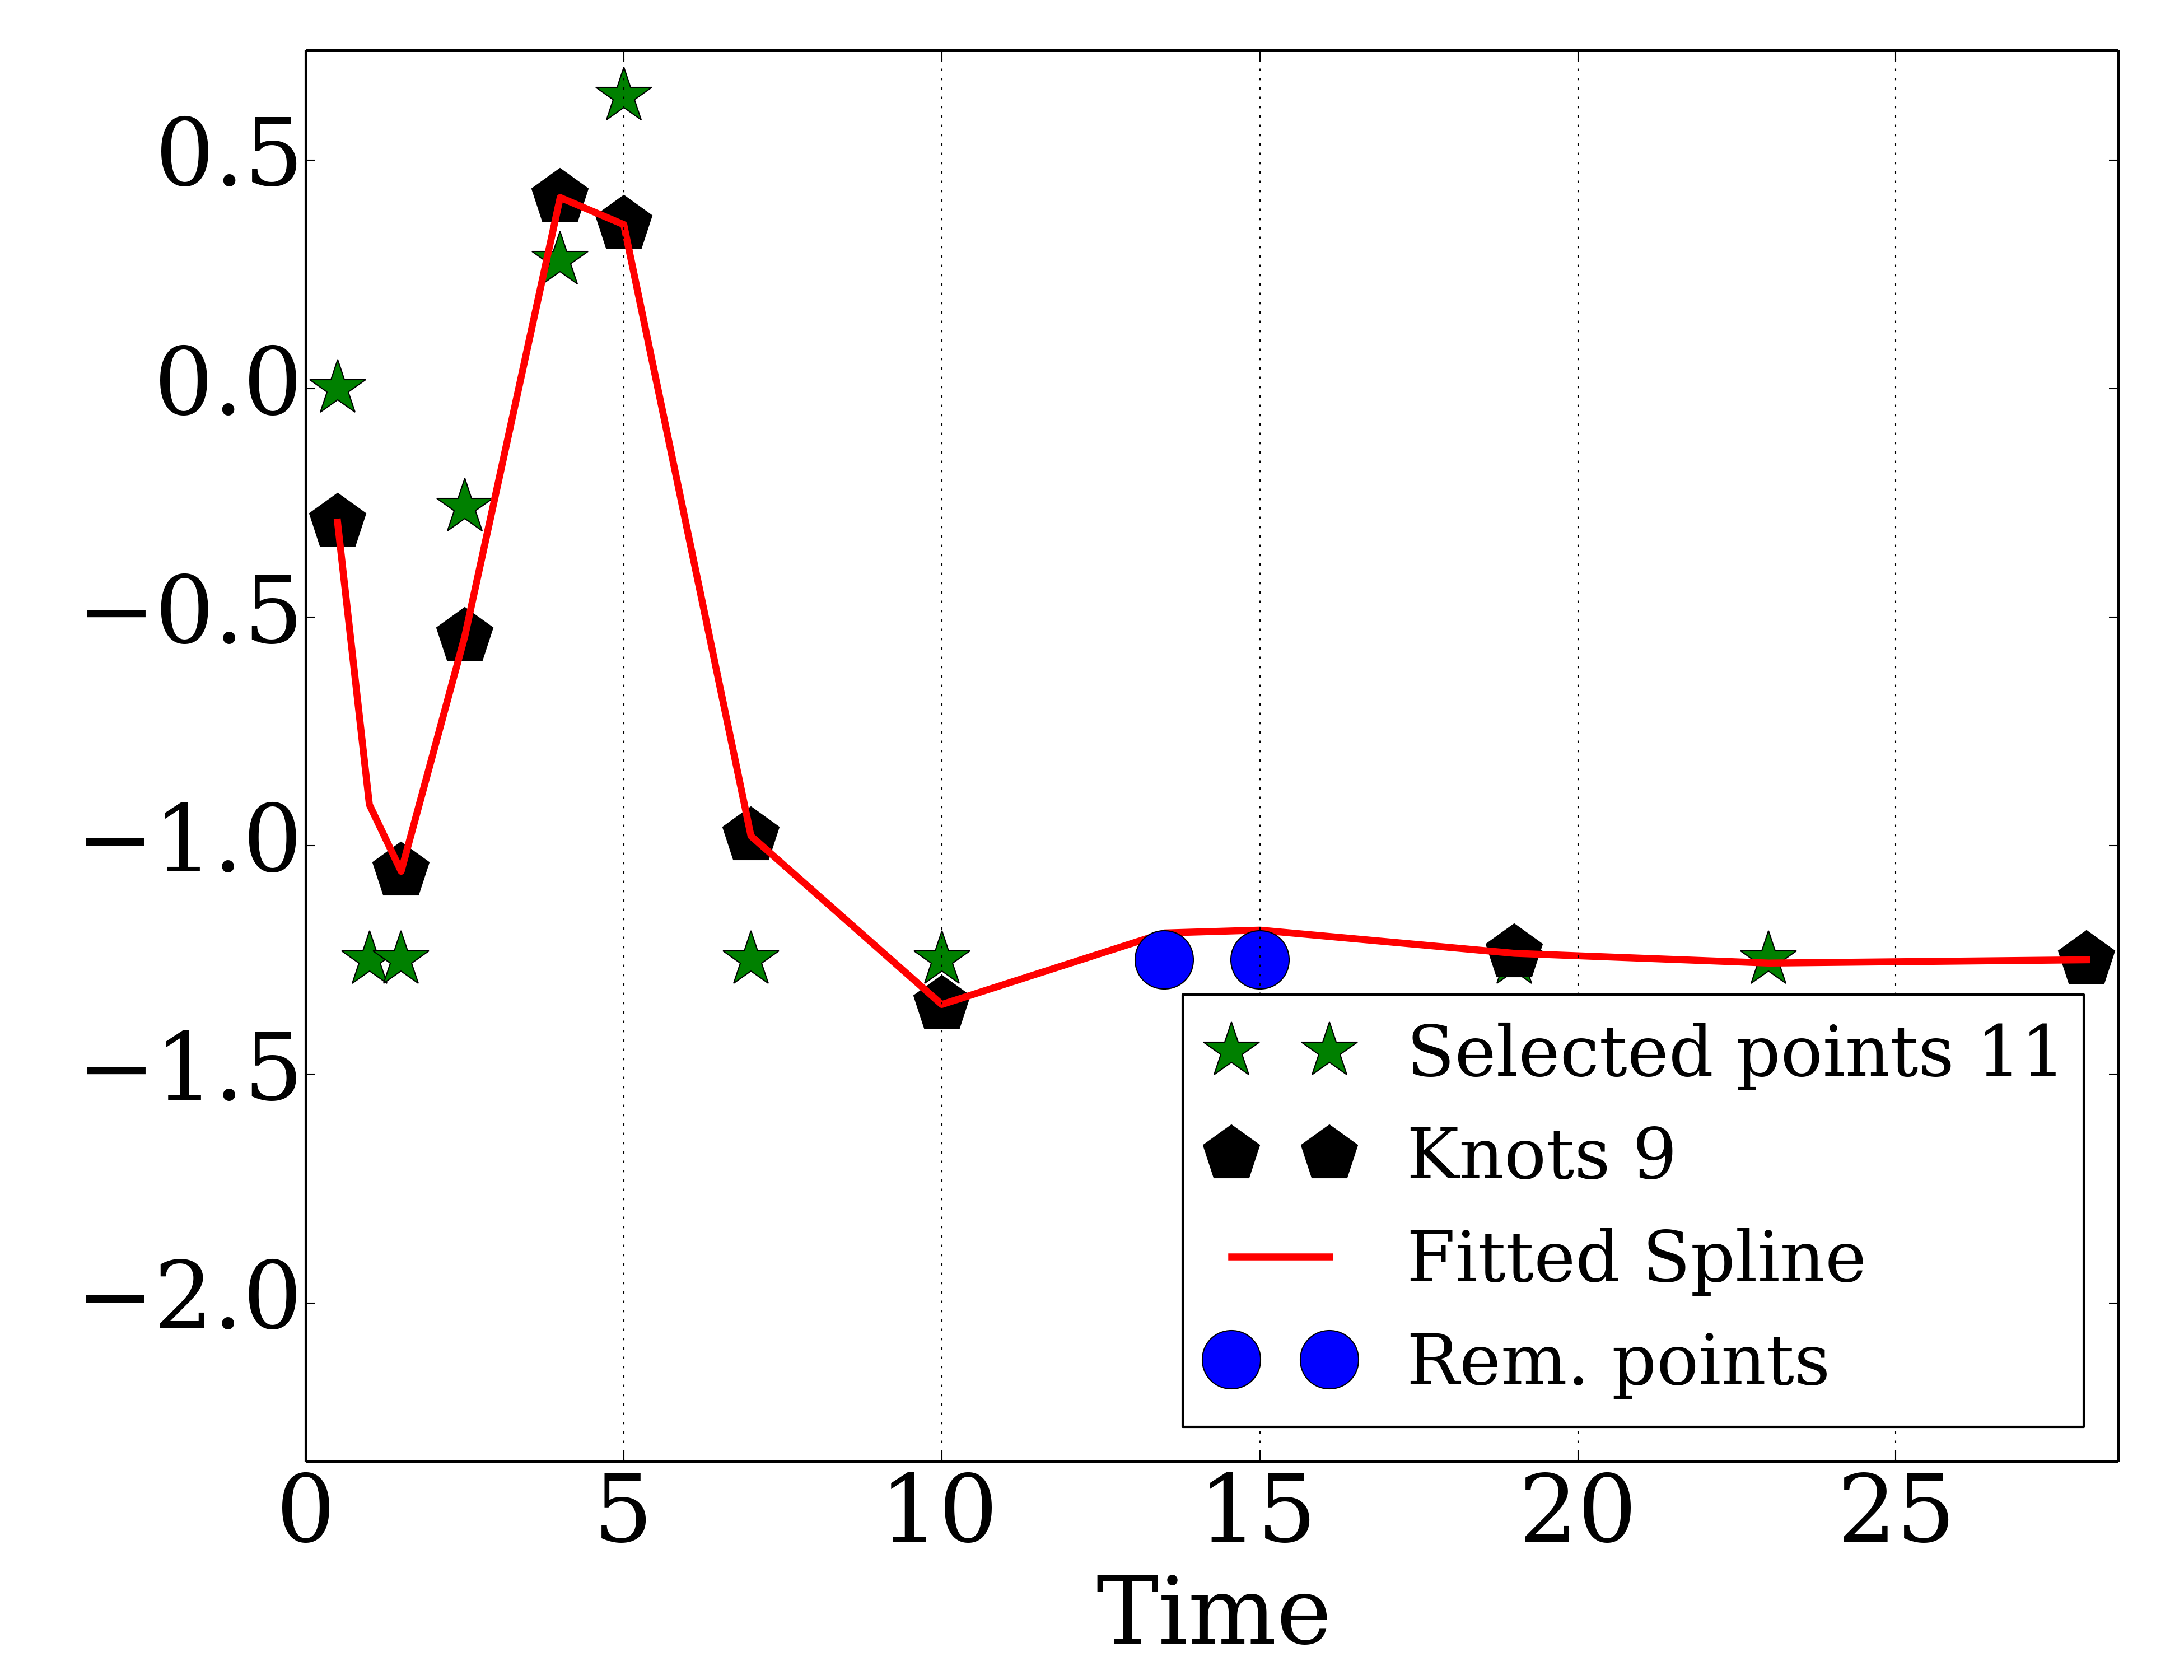 0.5
0.0
−0.5
−1.0
−1.5
−2.0
Selected points 11
Knots 9
Fitted Spline
Rem. points
0 5 10 15 20 25
Time